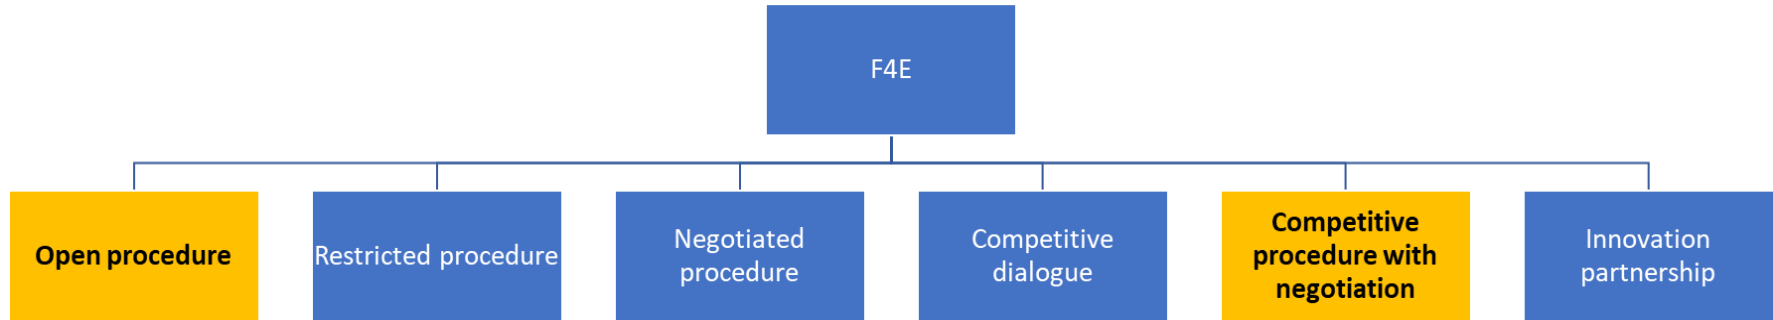 F4E
Open procedure
Restricted procedure
Negotiated
procedure
Competitive
dialogue
Competitive
procedure with
negotiation
Innovation
partnership